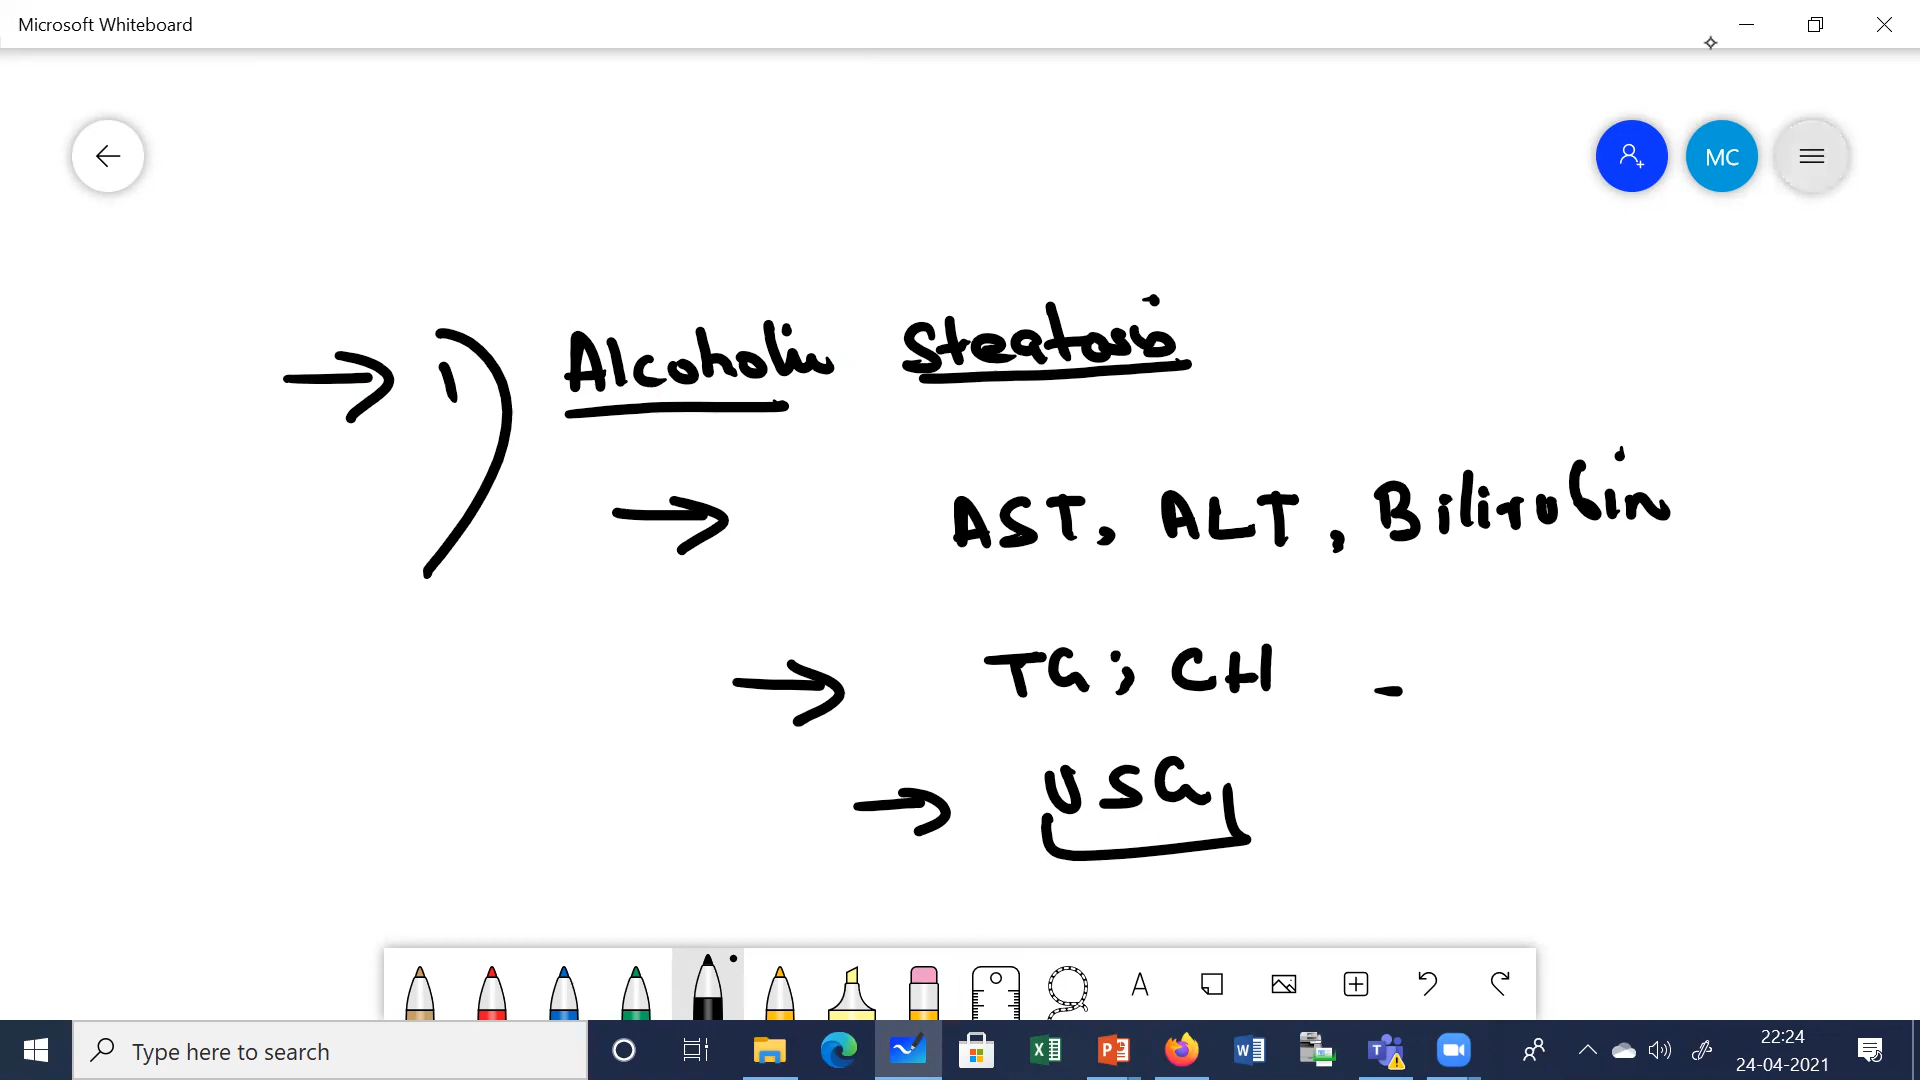 Microsoft Whiteboard
MC
→ 1) Alcoholic Steatosis
→ AST, ALT, Bilirubin
→ TG; CH -
→ USG
A
Type here to search
22:24
24-04-2021